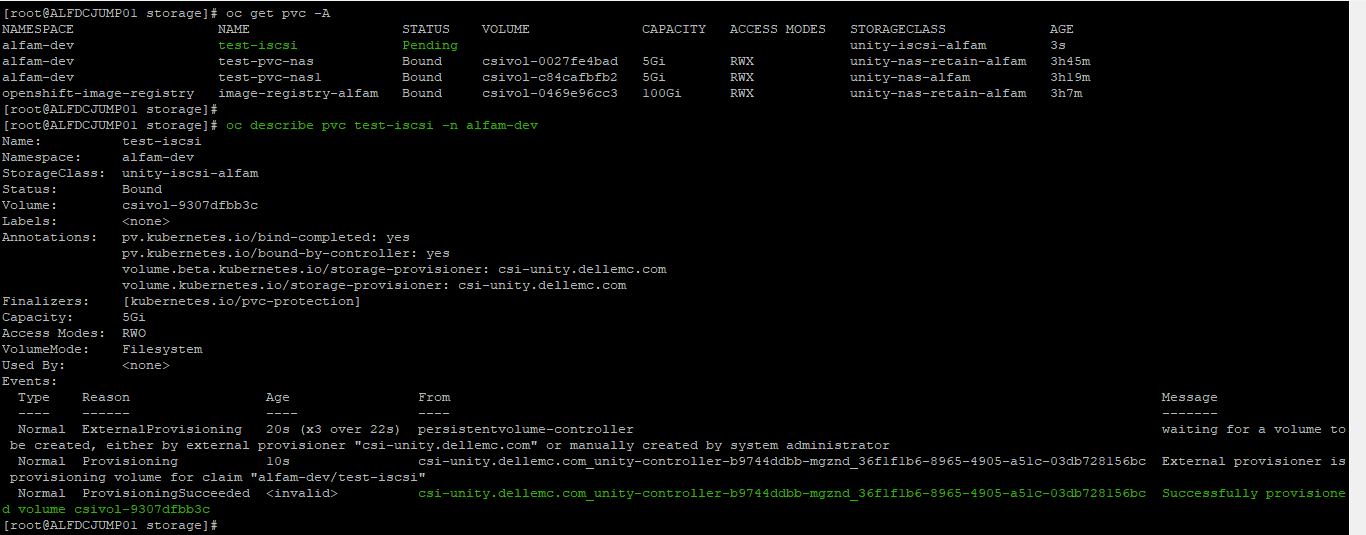 [root@ALFDCJUMP01 storage]# oc get pvc -A
NAMESPACE                  NAME                   STATUS    VOLUME              CAPACITY   ACCESS MODES   STORAGECLASS            AGE
alfam-dev                  test-iscsi             Pending                                                 unity-iscsi-alfam       3s
alfam-dev                  test-pvc-nas           Bound     csivol-0027fe4bad   5Gi        RWX            unity-nas-retain-alfam  3h45m
alfam-dev                  test-pvc-nas1          Bound     csivol-c84cafbfb2   5Gi        RWX            unity-nas-alfam         3h19m
openshift-image-registry   image-registry-alfam   Bound     csivol-0469e96cc3   100Gi      RWX            unity-nas-retain-alfam  3h7m
[root@ALFDCJUMP01 storage]#
[root@ALFDCJUMP01 storage]# oc describe pvc test-iscsi -n alfam-dev
Name:          test-iscsi
Namespace:     alfam-dev
StorageClass:  unity-iscsi-alfam
Status:        Bound
Volume:        csivol-9307dfbb3c
Labels:        <none>
Annotations:   pv.kubernetes.io/bind-completed: yes
               pv.kubernetes.io/bound-by-controller: yes
               volume.beta.kubernetes.io/storage-provisioner: csi-unity.dellemc.com
               volume.kubernetes.io/storage-provisioner: csi-unity.dellemc.com
Finalizers:    [kubernetes.io/pvc-protection]
Capacity:      5Gi
Access Modes:  RWO
VolumeMode:    Filesystem
Used By:       <none>
Events:
  Type    Reason                 Age                From                                                                                         Message
  ----    ------                 ----               ----                                                                                         -------
  Normal  ExternalProvisioning   20s (x3 over 22s)  persistentvolume-controller                                                                  waiting for a volume to
 be created, either by external provisioner "csi-unity.dellemc.com" or manually created by system administrator
  Normal  Provisioning           10s                csi-unity.dellemc.com_unity-controller-b9744ddbb-mgznd_36f1f1b6-8965-4905-a51c-03db728156bc  External provisioner is
 provisioning volume for claim "alfam-dev/test-iscsi"
  Normal  ProvisioningSucceeded  <invalid>          csi-unity.dellemc.com_unity-controller-b9744ddbb-mgznd_36f1f1b6-8965-4905-a51c-03db728156bc  Successfully provisione
d volume csivol-9307dfbb3c
[root@ALFDCJUMP01 storage]#